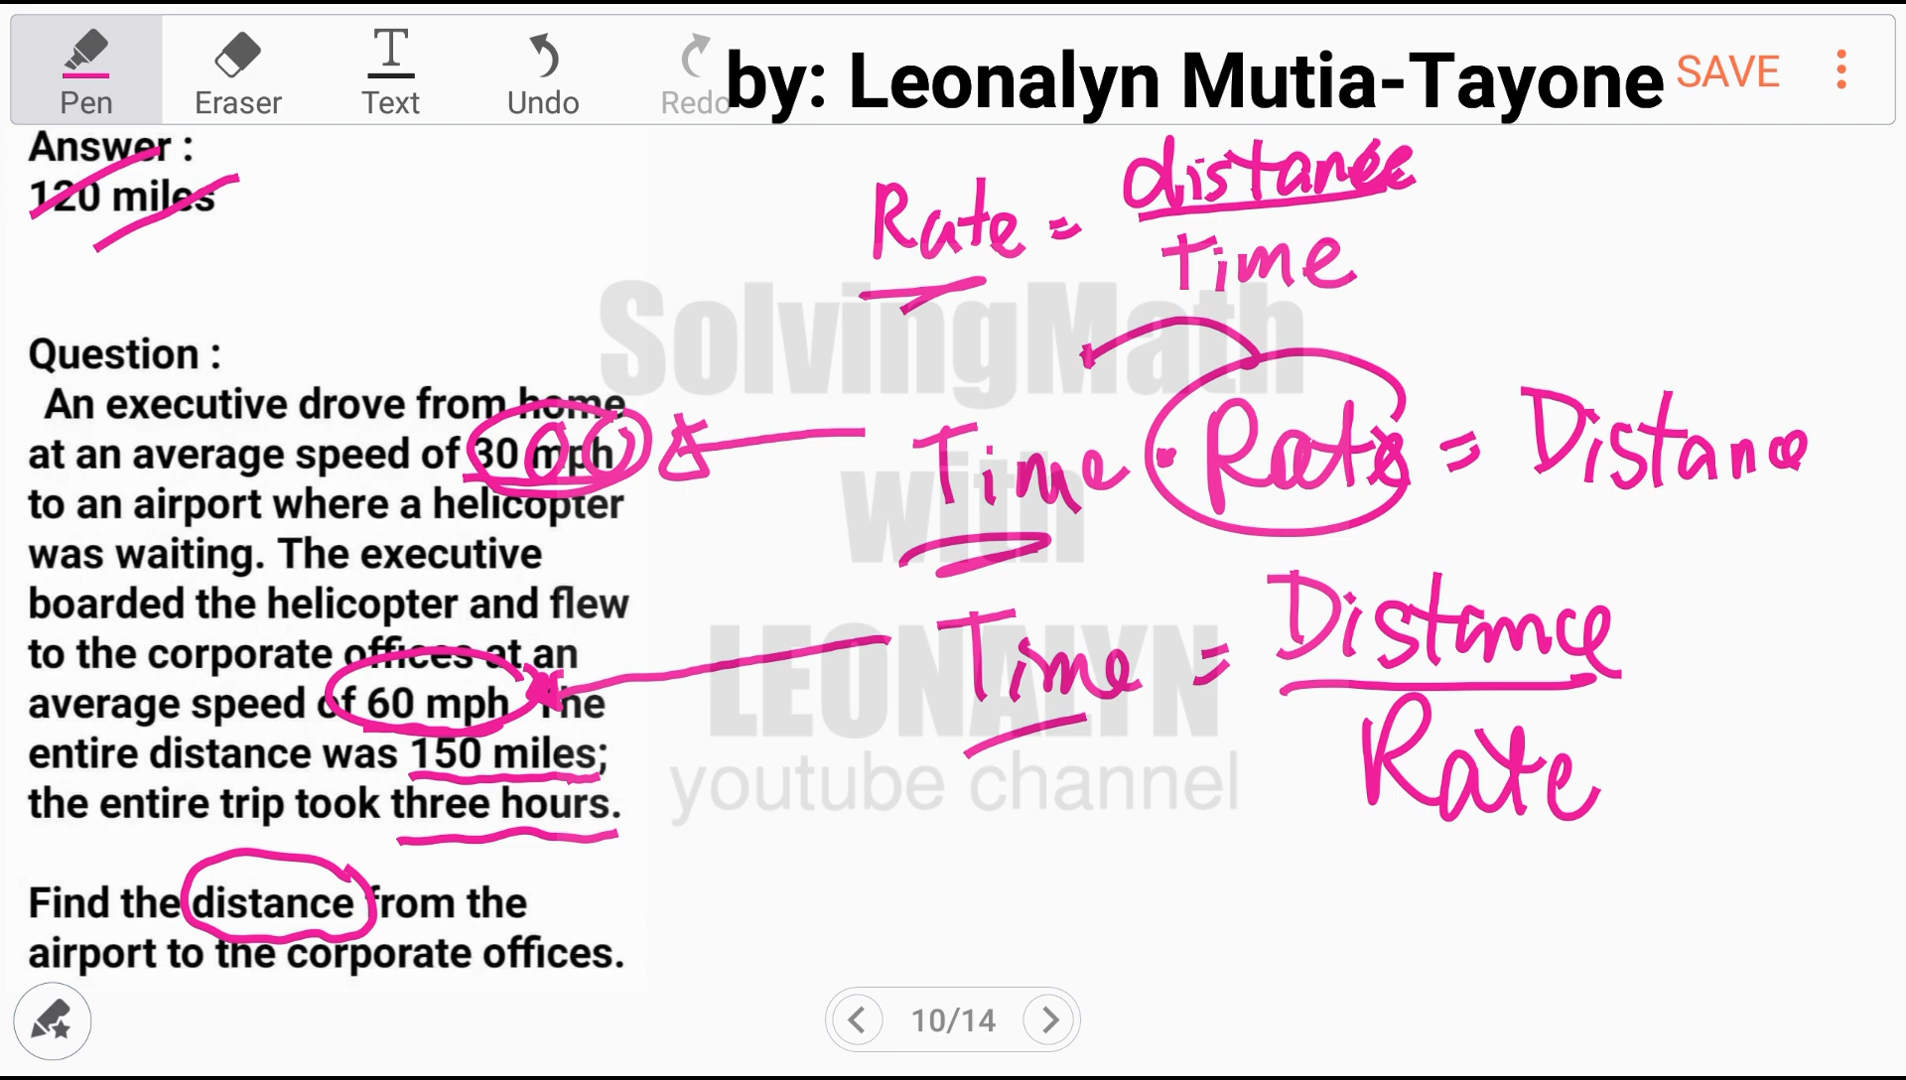 Pen
Eraser
Text
Undo
Redo
by: Leonalyn Mutia-Tayone
SAVE
Answer :
120 miles
Rate = distance
Time
SolvingMath
with
LEONALYN
youtube channel
Question :
An executive drove from home
at an average speed of 30 mph
to an airport where a helicopter
was waiting. The executive
boarded the helicopter and flew
to the corporate offices at an
average speed of 60 mph. The
entire distance was 150 miles;
the entire trip took three hours.
Find the distance from the
airport to the corporate offices.
Time • Rate = Distance
Time = Distance
Rate
10/14